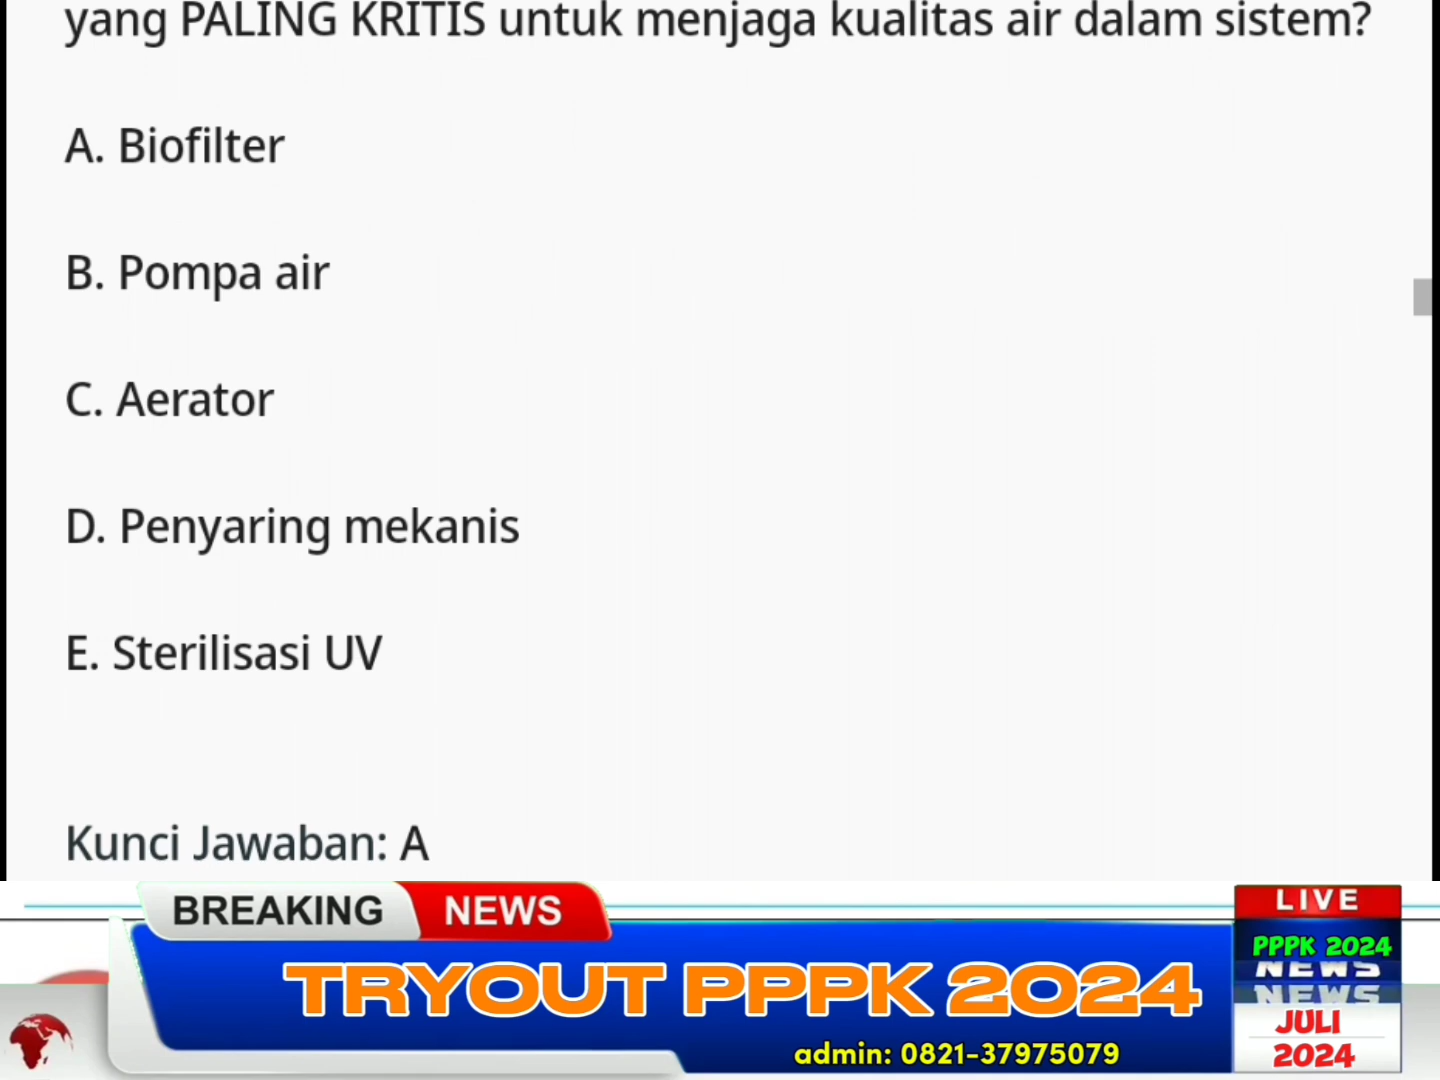 yang PALING KRITIS untuk menjaga kualitas air dalam sistem?
A. Biofilter
B. Pompa air
C. Aerator
D. Penyaring mekanis
E. Sterilisasi UV
Kunci Jawaban: A
BREAKING NEWS
TRYOUT PPPK 2024
admin: 0821-37975079
LIVE
PPPK 2024
NEWS
NEWS
JULI
2024